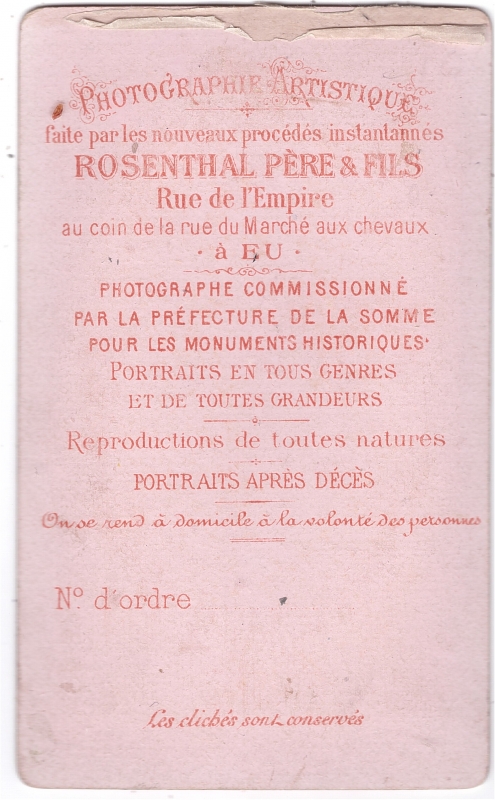 PHOTOGRAPHIE ARTISTIQUE
faite par les nouveaux procédés instantannés
ROSENTHAL PÈRE & FILS
Rue de l'Empire
au coin de la rue du Marché aux chevaux
· à EU ·
PHOTOGRAPHE COMMISSIONNÉ
PAR LA PRÉFECTURE DE LA SOMME
POUR LES MONUMENTS HISTORIQUES
PORTRAITS EN TOUS GENRES
ET DE TOUTES GRANDEURS
Reproductions de toutes natures
PORTRAITS APRÈS DÉCÈS
On se rend à domicile à la volonté des personnes
Nº d'ordre
Les clichés sont conservés